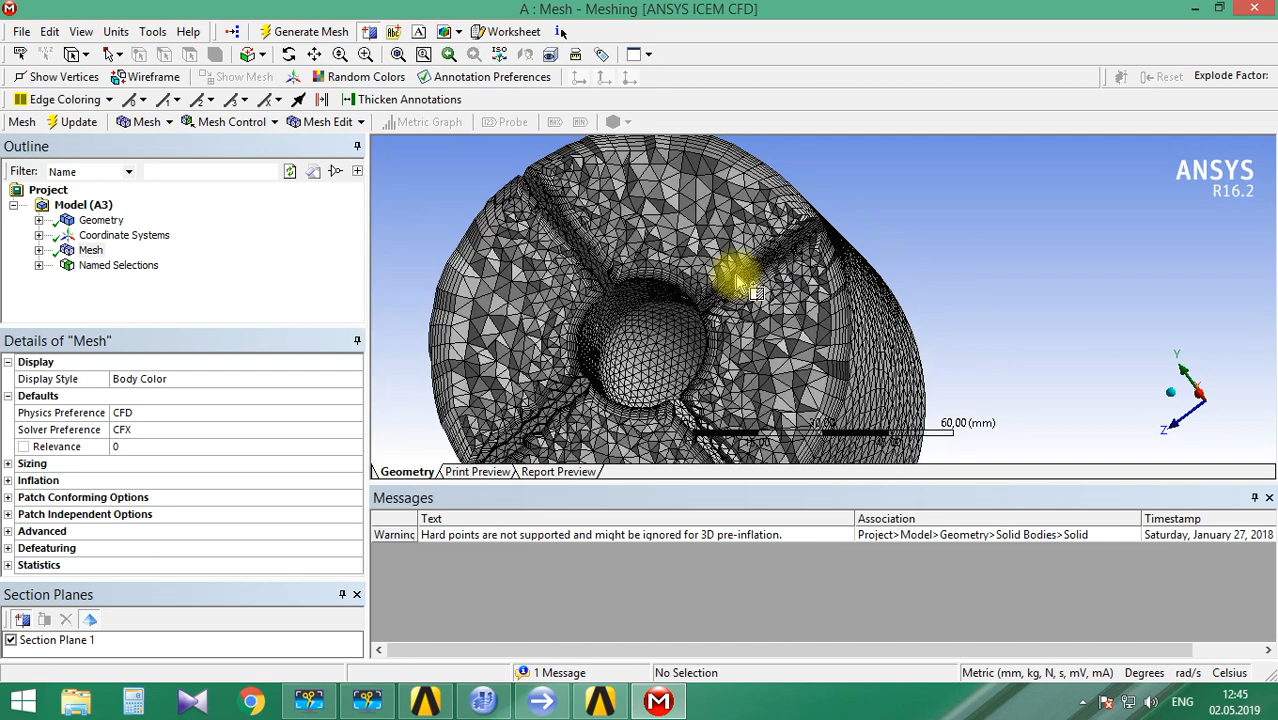 A : Mesh - Meshing [ANSYS ICEM CFD]
File Edit View Units Tools Help Generate Mesh A Worksheet i
ISO
Show Vertices Wireframe Show Mesh Random Colors Annotation Preferences Reset Explode Factor:
Edge Coloring Thicken Annotations
Mesh Update Mesh Mesh Control Mesh Edit Metric Graph Probe MAX MIN
Outline
Filter: Name
Project
Model (A3)
Geometry
Coordinate Systems
Mesh
Named Selections
Details of "Mesh"
Display
Display Style Body Color
Defaults
Physics Preference CFD
Solver Preference CFX
Relevance 0
Sizing
Inflation
Patch Conforming Options
Patch Independent Options
Advanced
Defeaturing
Statistics
Section Planes
Section Plane 1
ANSYS
R16.2
Y
X
Z
60,00 (mm)
Geometry Print Preview Report Preview
Messages
Text Association Timestamp
Warning Hard points are not supported and might be ignored for 3D pre-inflation. Project>Model>Geometry>Solid Bodies>Solid Saturday, January 27, 2018
1 Message No Selection Metric (mm, kg, N, s, mV, mA) Degrees rad/s Celsius
ENG
12:45
02.05.2019